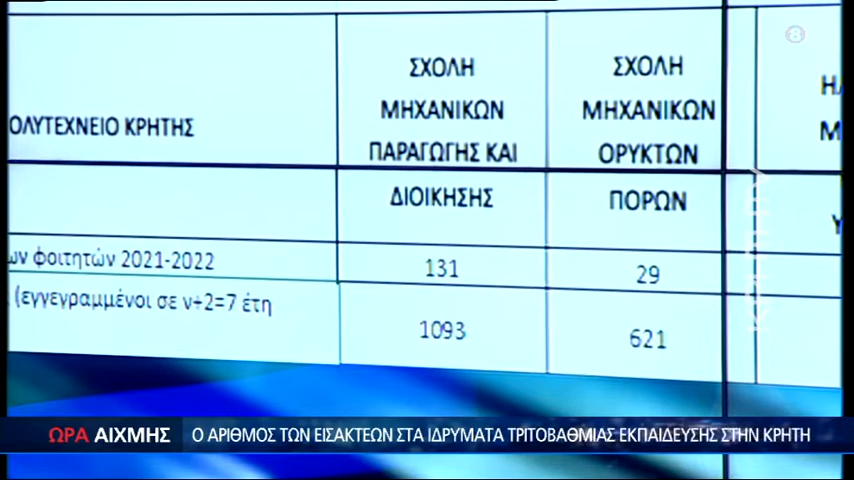 ΣΧΟΛΗ
ΜΗΧΑΝΙΚΩΝ
ΠΑΡΑΓΩΓΗΣ ΚΑΙ
ΔΙΟΙΚΗΣΗΣ
ΣΧΟΛΗ
ΜΗΧΑΝΙΚΩΝ
ΟΡΥΚΤΩΝ
ΠΟΡΩΝ
ΟΛΥΤΕΧΝΕΙΟ ΚΡΗΤΗΣ
ων φοιτητών 2021-2022
131
29
(εγγεγραμμένοι σε ν+2=7 έτη
1093
621
ΩΡΑ ΑΙΧΜΗΣ
Ο ΑΡΙΘΜΟΣ ΤΩΝ ΕΙΣΑΚΤΕΩΝ ΣΤΑ ΙΔΡΥΜΑΤΑ ΤΡΙΤΟΒΑΘΜΙΑΣ ΕΚΠΑΙΔΕΥΣΗΣ ΣΤΗΝ ΚΡΗΤΗ